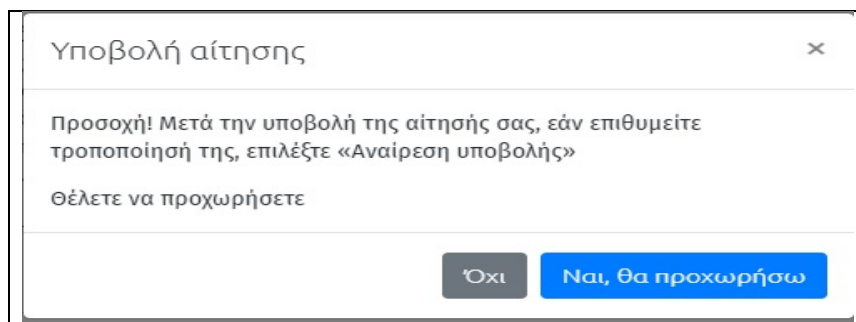 Υποβολή αίτησης
×
Προσοχή! Μετά την υποβολή της αίτησής σας, εάν επιθυμείτε
τροποποίησή της, επιλέξτε «Αναίρεση υποβολής»
Θέλετε να προχωρήσετε
Όχι
Ναι, θα προχωρήσω